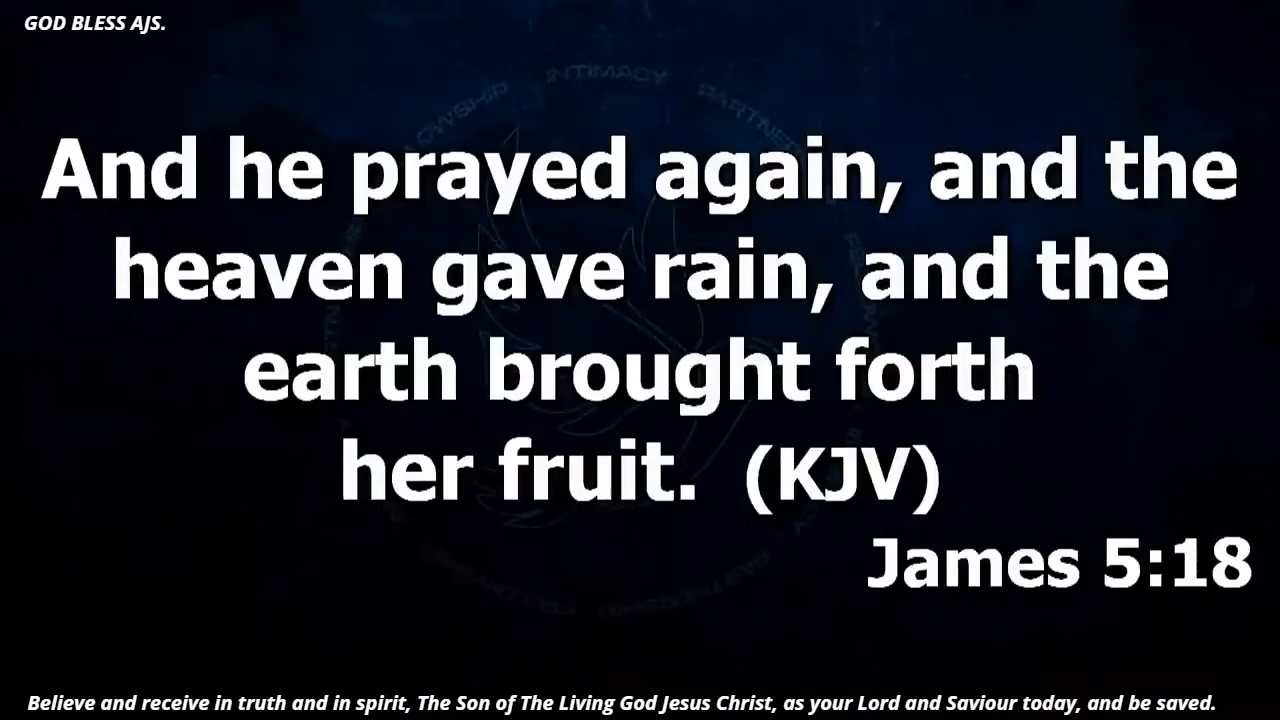 GOD BLESS AJS.
INTIMACY
And he prayed again, and the
heaven gave rain, and the
earth brought forth
her fruit. (KJV)
James 5:18
Believe and receive in truth and in spirit, The Son of The Living God Jesus Christ, as your Lord and Saviour today, and be saved.